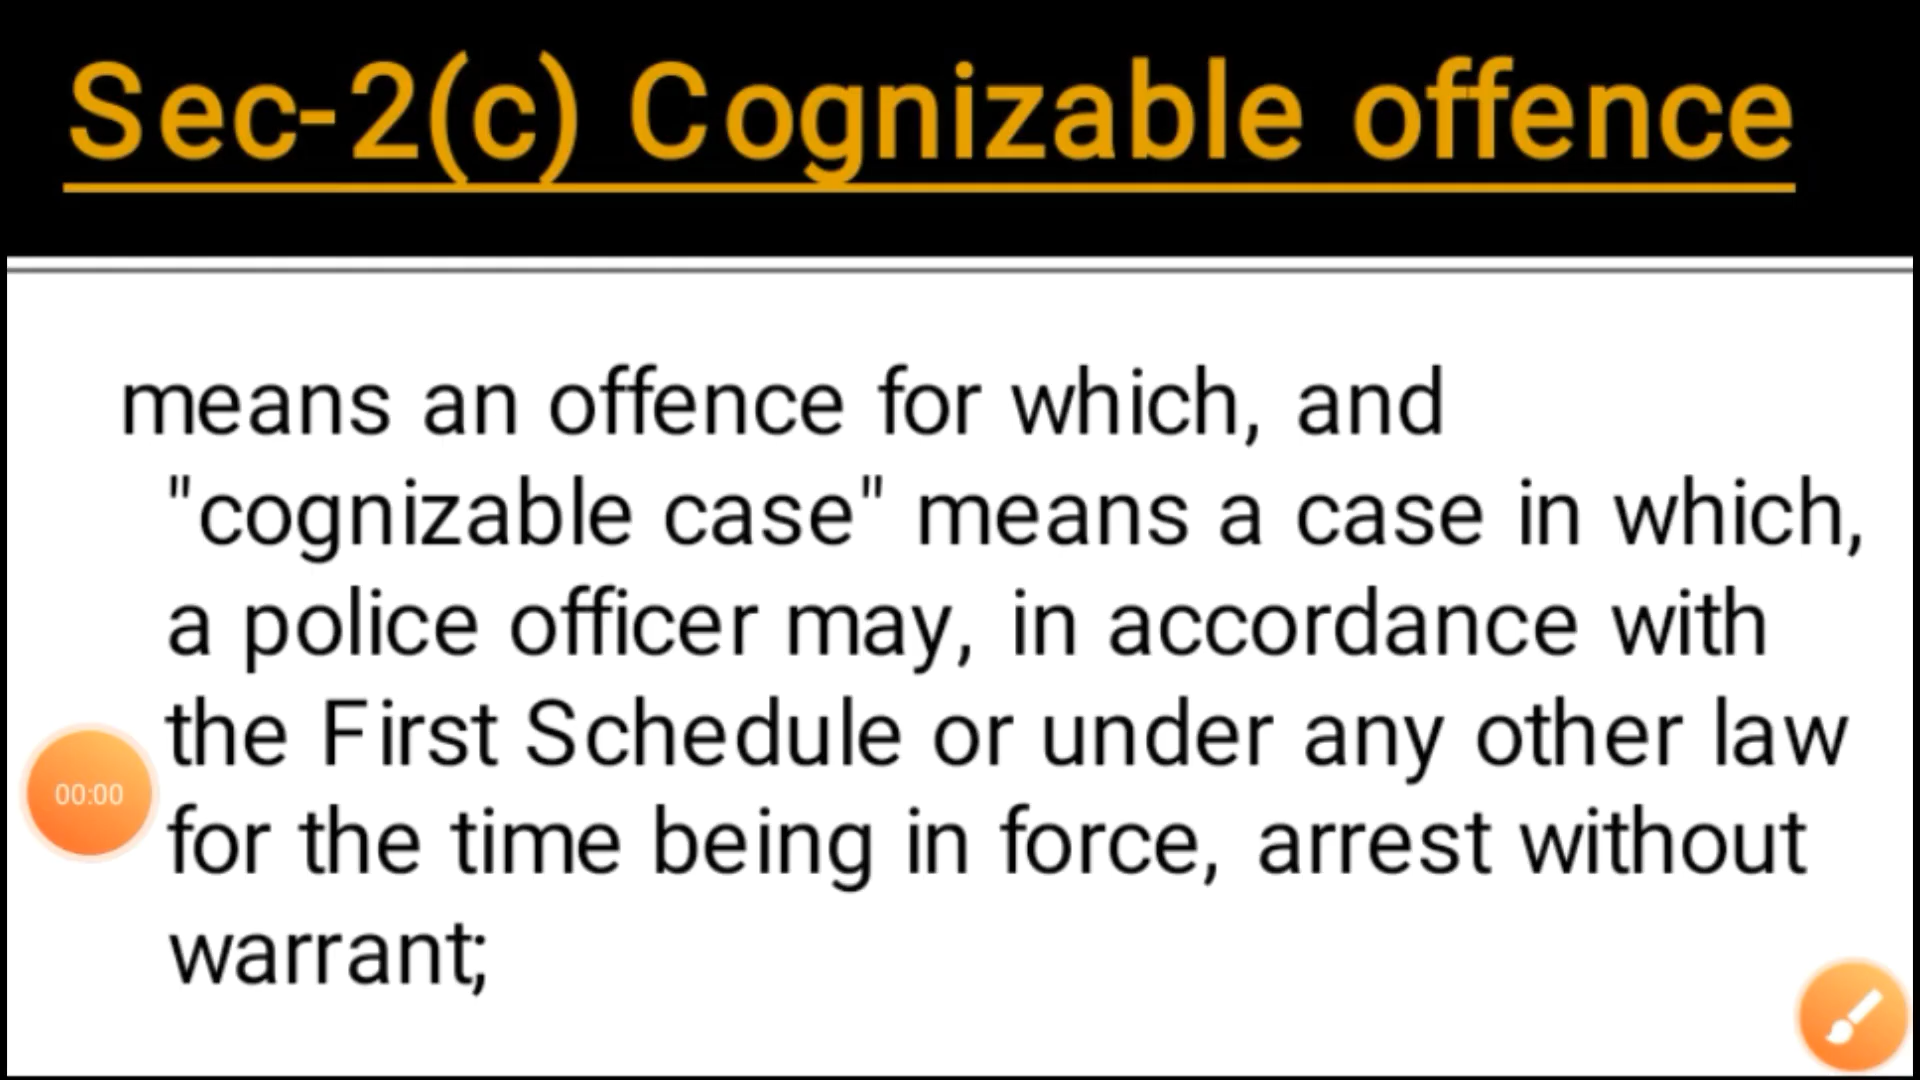 Sec-2(c) Cognizable offence
means an offence for which, and
"cognizable case" means a case in which,
a police officer may, in accordance with
the First Schedule or under any other law
for the time being in force, arrest without
warrant;
00:00